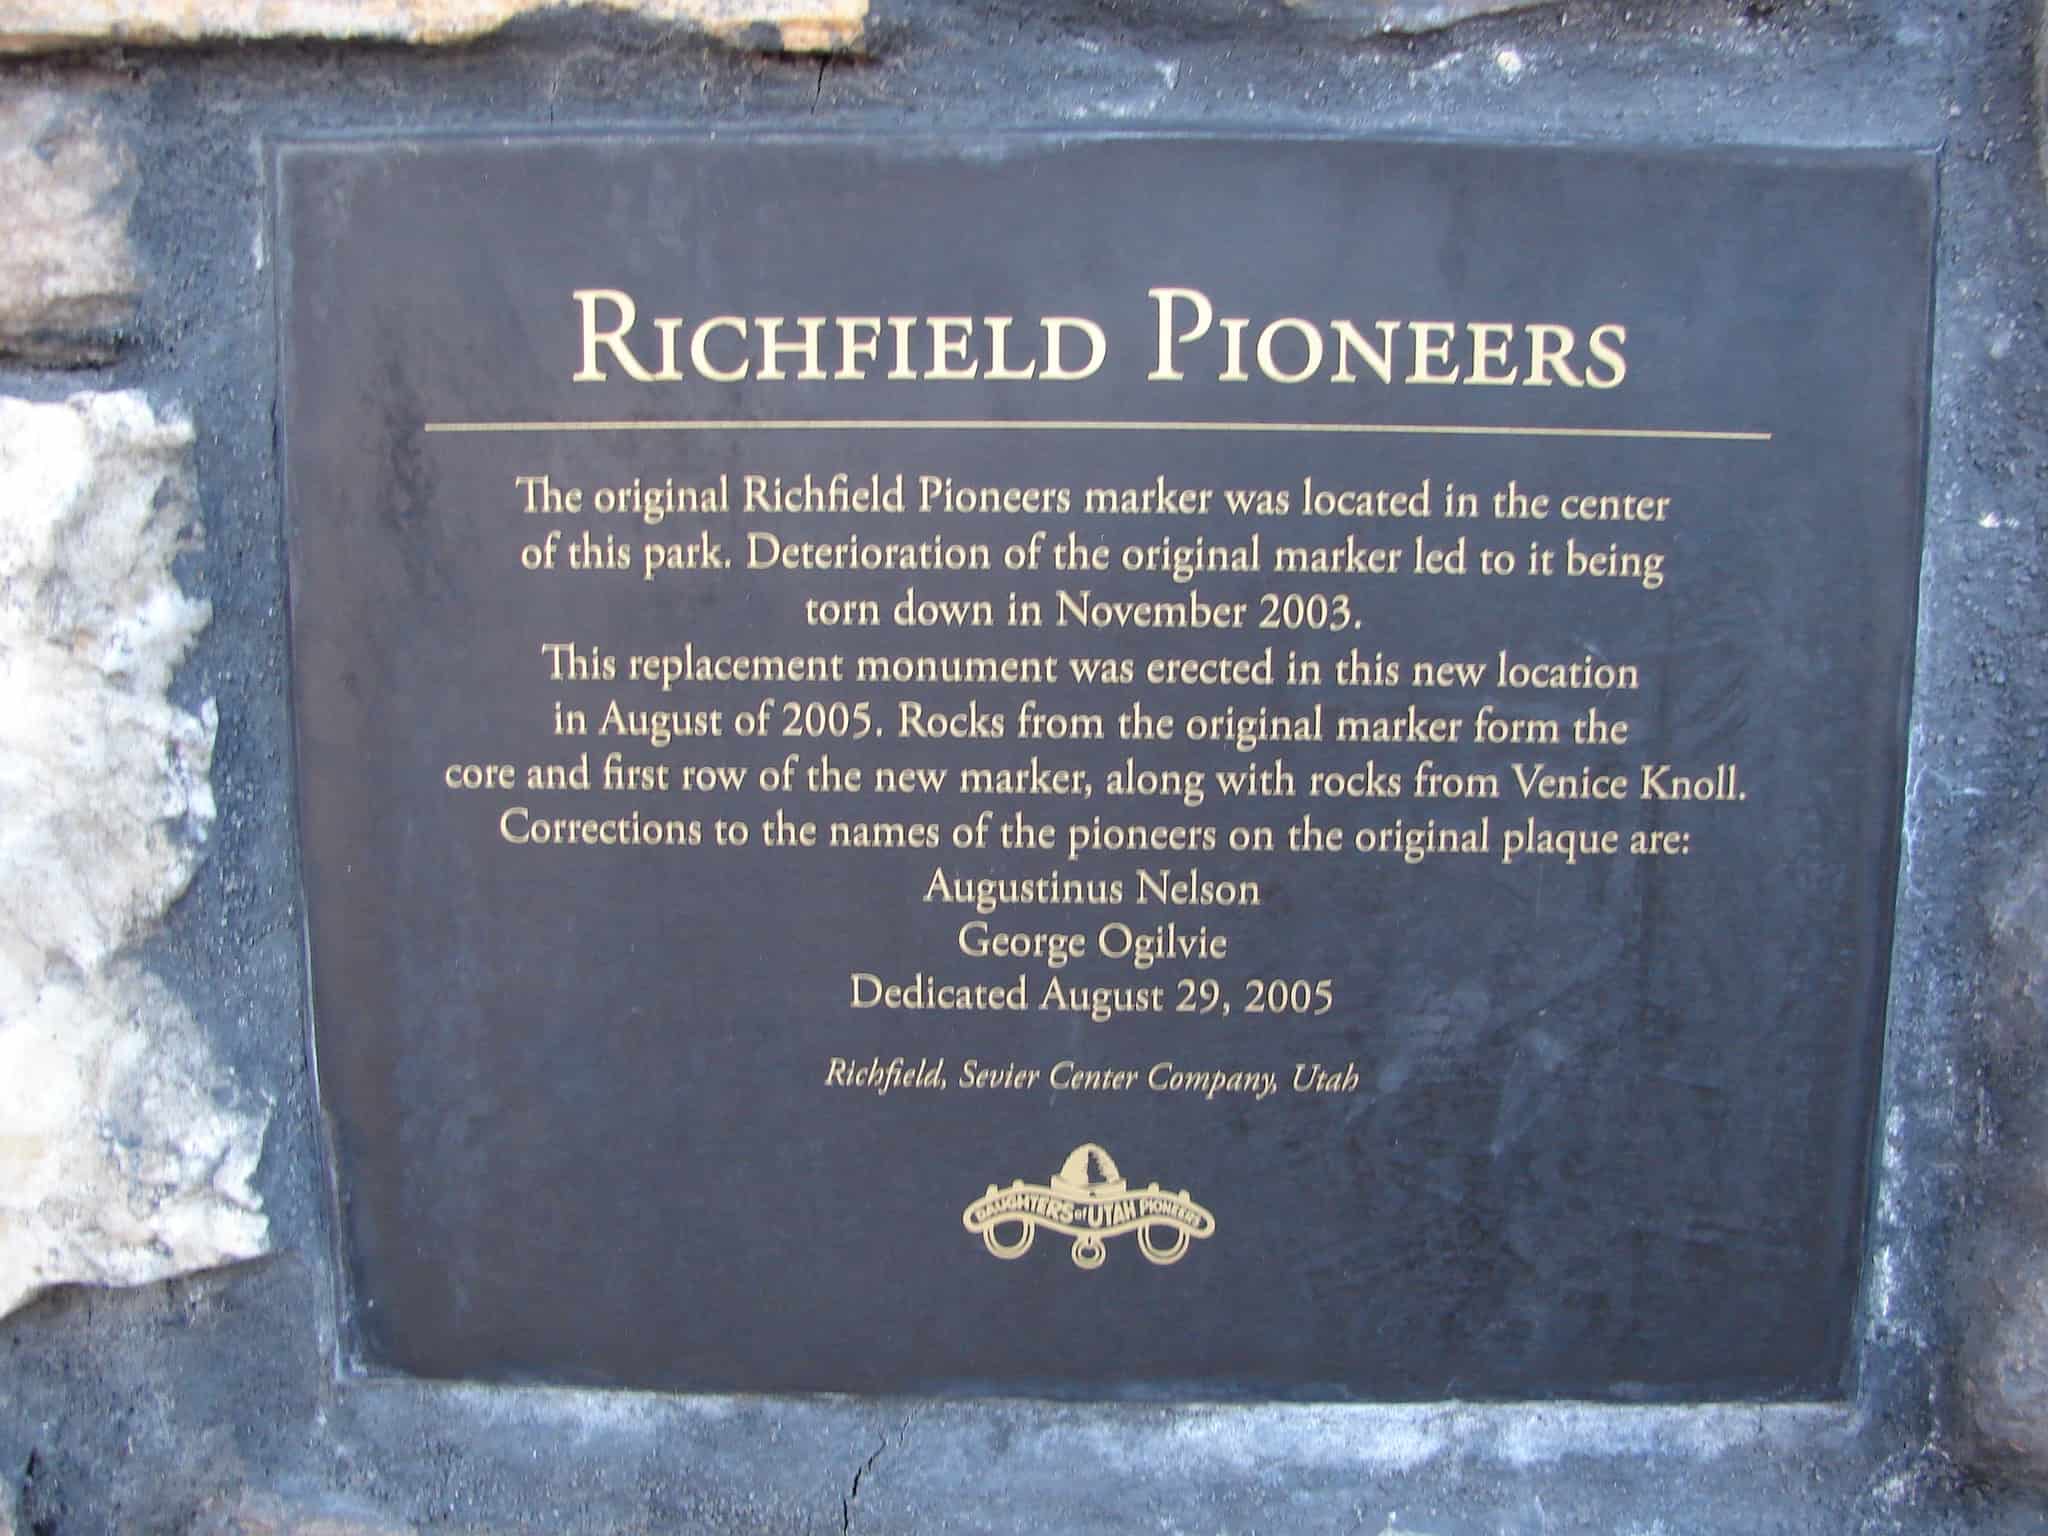 RICHFIELD PIONEERS
The original Richfield Pioneers marker was located in the center
of this park. Deterioration of the original marker led to it being
torn down in November 2003.
This replacement monument was erected in this new location
in August of 2005. Rocks from the original marker form the
core and first row of the new marker, along with rocks from Venice Knoll.
Corrections to the names of the pioneers on the original plaque are:
Augustinus Nelson
George Ogilvie
Dedicated August 29, 2005
Richfield, Sevier Center Company, Utah
DAUGHTERS of UTAH PIONEERS